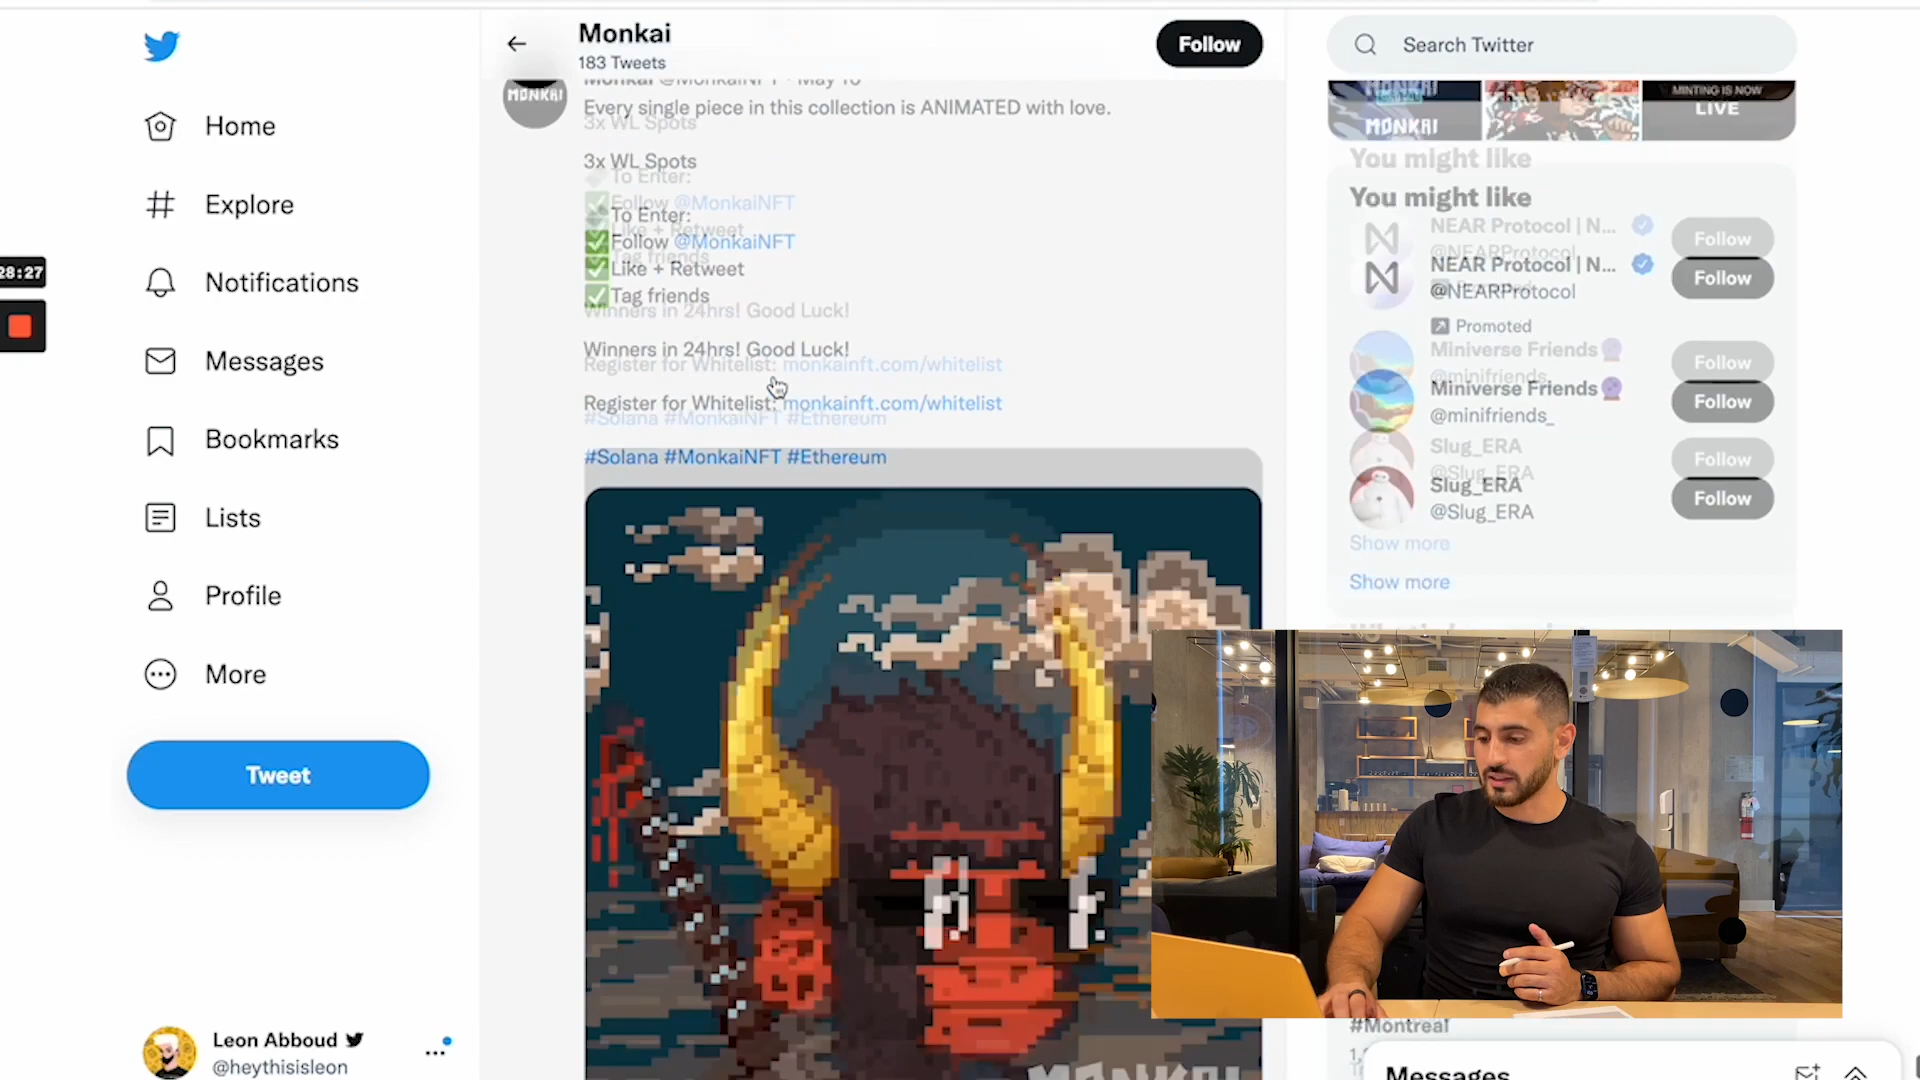 Monkai
183 Tweets
Follow
Search Twitter
Home
Explore
Notifications
Messages
Bookmarks
Lists
Profile
More
Tweet
Leon Abboud
@heythisisleon
28:27
MONKAI
Monkai @MonkaiNFT · May 10
Every single piece in this collection is ANIMATED with love.
3x WL Spots
3x WL Spots
To Enter:
Follow @MonkaiNFT
To Enter:
Like + Retweet
Follow @MonkaiNFT
Tag friends
Like + Retweet
Tag friends
Winners in 24hrs! Good Luck!
Winners in 24hrs! Good Luck!
Register for Whitelist: monkainft.com/whitelist
Register for Whitelist: monkainft.com/whitelist
#Solana #MonkaiNFT #Ethereum
#Solana #MonkaiNFT #Ethereum
MONKAI
MONKAI
MINTING IS NOW
LIVE
You might like
You might like
NEAR Protocol | N...
@NEARProtocol
Follow
NEAR Protocol | N...
@NEARProtocol
Follow
Promoted
Miniverse Friends
@minifriends_
Follow
Miniverse Friends
@minifriends_
Follow
Slug_ERA
@Slug_ERA
Follow
Slug_ERA
@Slug_ERA
Follow
Show more
Show more
#Montreal
Messages